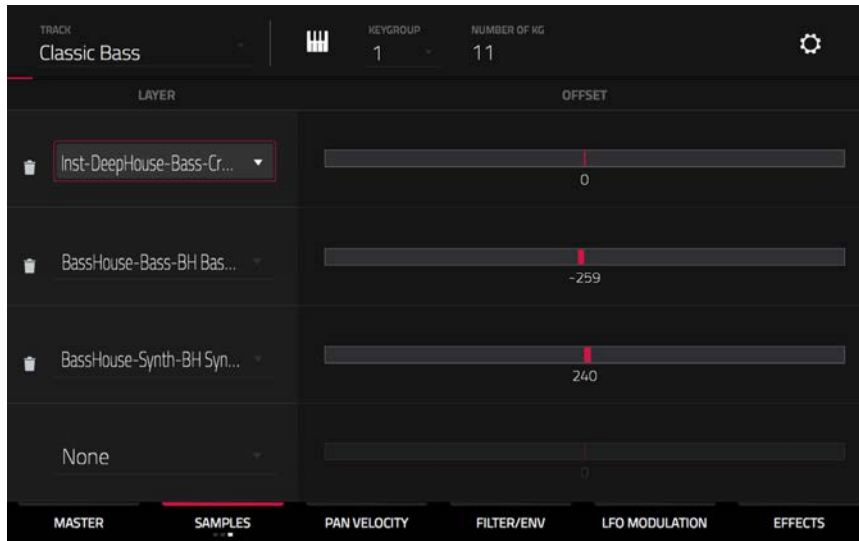 TRACK
Classic Bass
KEYGROUP
1
NUMBER OF KG
11
LAYER OFFSET
Inst-DeepHouse-Bass-Cr...
0
BassHouse-Bass-BH Bas...
-259
BassHouse-Synth-BH Syn...
240
None
0
MASTER SAMPLES PAN VELOCITY FILTER/ENV LFO MODULATION EFFECTS